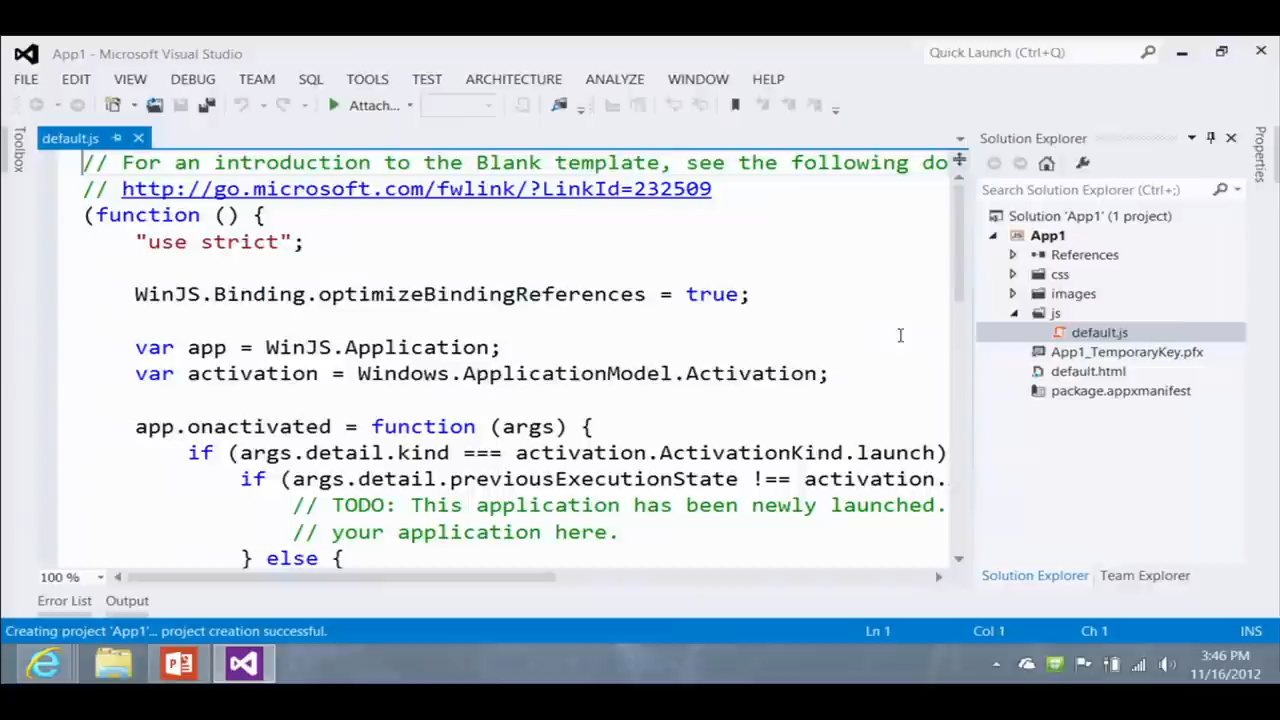 App1 - Microsoft Visual Studio
Quick Launch (Ctrl+Q)
FILE EDIT VIEW DEBUG TEAM SQL TOOLS TEST ARCHITECTURE ANALYZE WINDOW HELP
Attach...
Toolbox
default.js
// For an introduction to the Blank template, see the following do
// http://go.microsoft.com/fwlink/?LinkId=232509
(function () {
"use strict";
WinJS.Binding.optimizeBindingReferences = true;
var app = WinJS.Application;
var activation = Windows.ApplicationModel.Activation;
app.onactivated = function (args) {
if (args.detail.kind === activation.ActivationKind.launch)
if (args.detail.previousExecutionState !== activation.
// TODO: This application has been newly launched.
// your application here.
} else {
100 %
Error List Output
Solution Explorer
Search Solution Explorer (Ctrl+;)
Solution 'App1' (1 project)
App1
References
css
images
js
default.js
App1_TemporaryKey.pfx
default.html
package.appxmanifest
Solution Explorer Team Explorer
Properties
Creating project 'App1'... project creation successful.
Ln 1 Col 1 Ch 1 INS
3:46 PM
11/16/2012